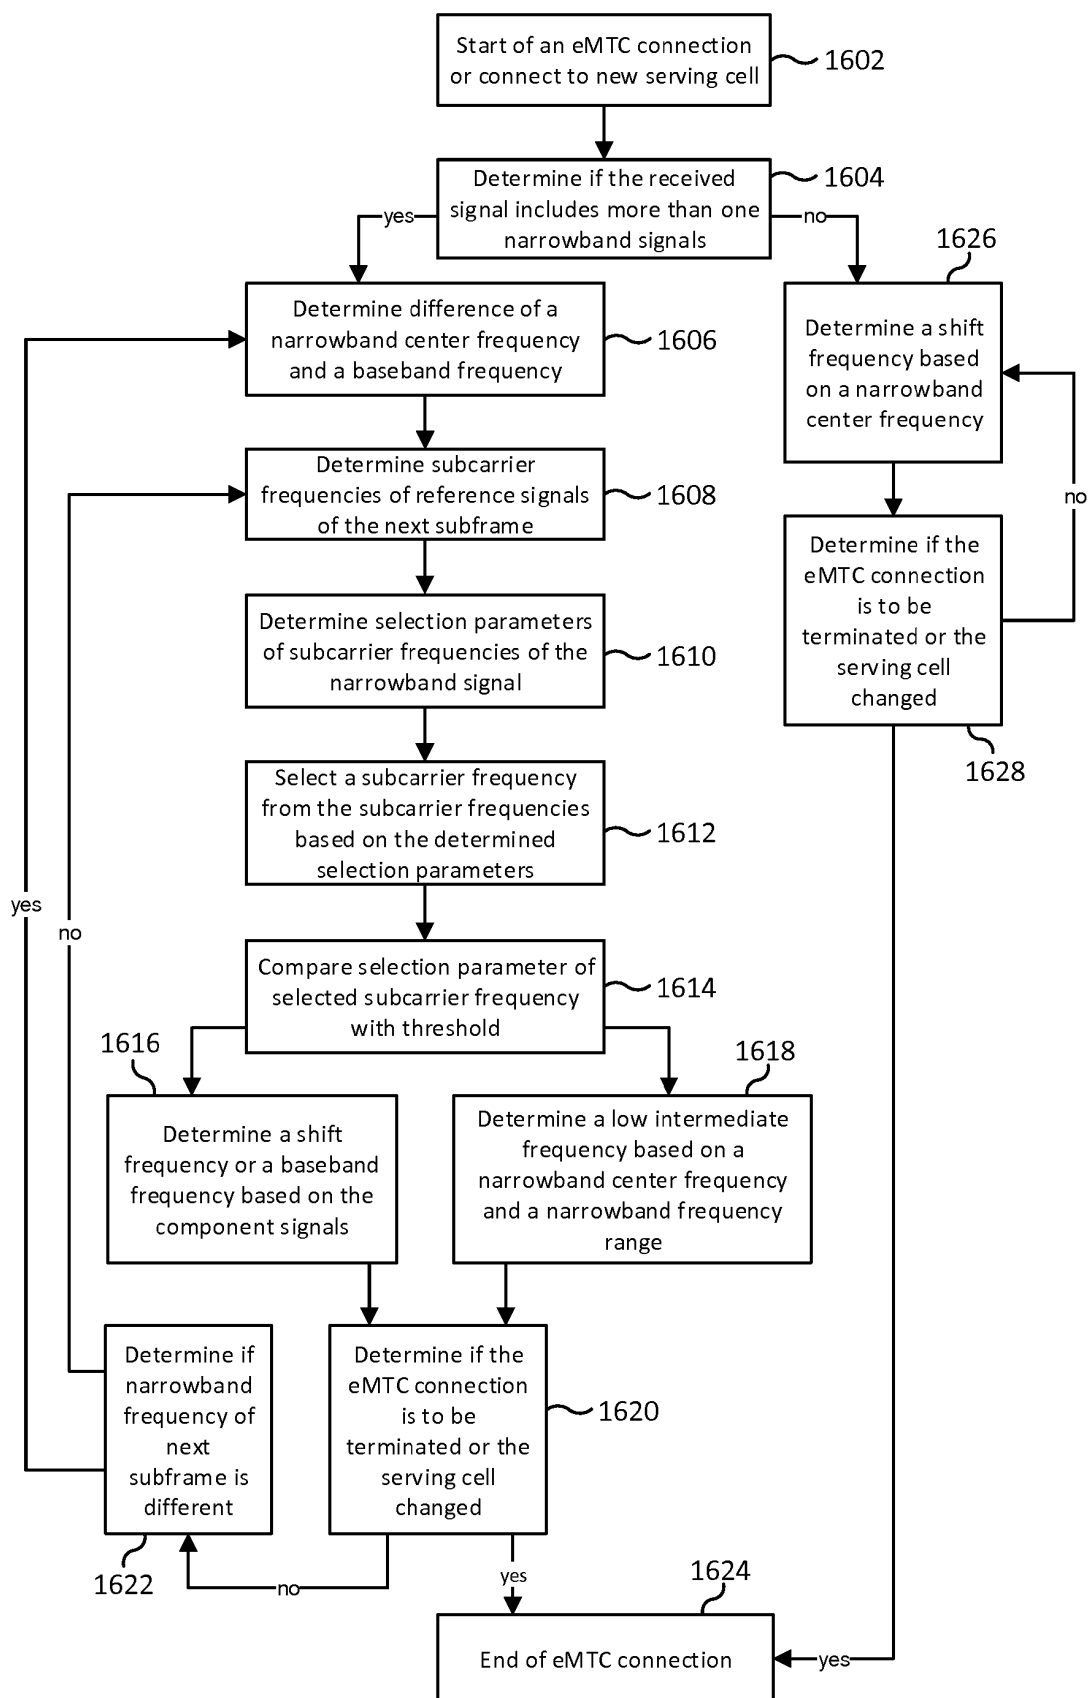 Start of an eMTC connection
or connect to new serving cell
1602
Determine if the received
signal includes more than one
narrowband signals
1604
yes
no
1626
Determine difference of a
narrowband center frequency
and a baseband frequency
1606
Determine a shift
frequency based
on a narrowband
center frequency
Determine subcarrier
frequencies of reference signals
of the next subframe
1608
no
Determine if the
eMTC connection
is to be
terminated or the
serving cell
changed
1628
Determine selection parameters
of subcarrier frequencies of the
narrowband signal
1610
Select a subcarrier frequency
from the subcarrier frequencies
based on the determined
selection parameters
1612
yes
no
Compare selection parameter of
selected subcarrier frequency
with threshold
1614
1616
1618
Determine a shift
frequency or a baseband
frequency based on the
component signals
Determine a low intermediate
frequency based on a
narrowband center frequency
and a narrowband frequency
range
Determine if
narrowband
frequency of
next
subframe is
different
1622
Determine if the
eMTC connection
is to be
terminated or the
serving cell
changed
1620
no
yes
1624
End of eMTC connection
yes